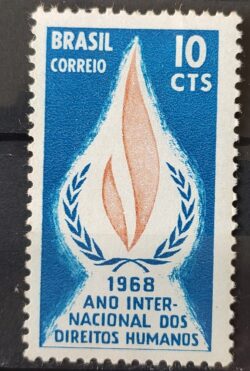 BRASIL 10
CORREIO CTS
1968
ANO INTER-
NACIONAL DOS
DIREITOS HUMANOS